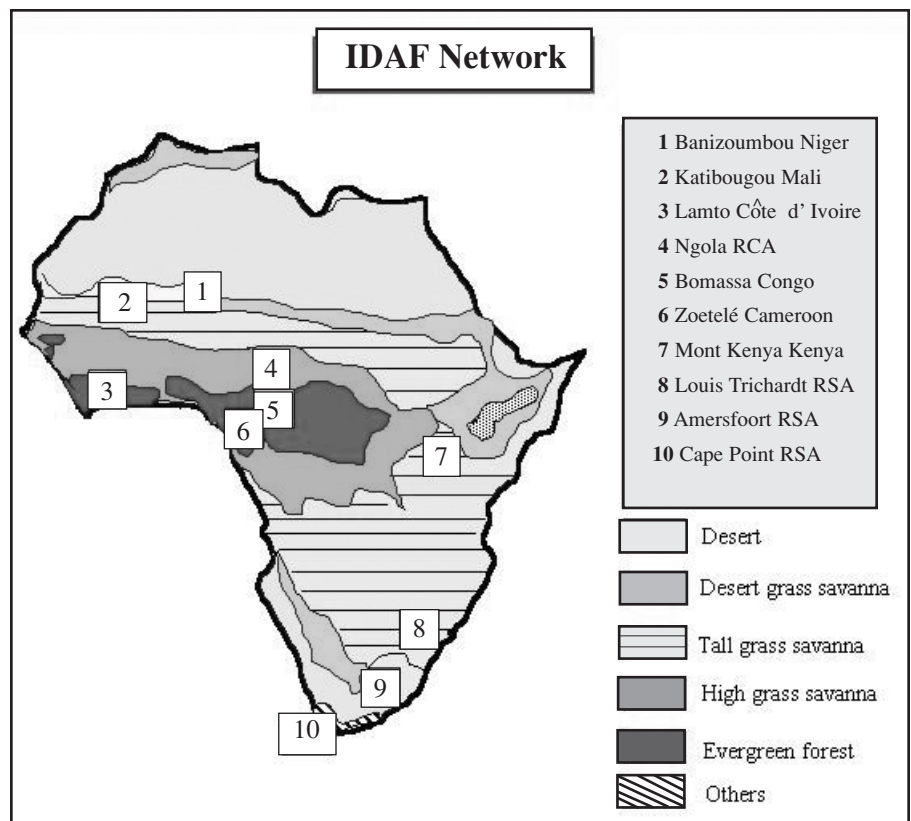 IDAF Network
1 Banizoumbou Niger
2 Katibougou Mali
3 Lamto Côte d' Ivoire
4 Ngola RCA
5 Bomassa Congo
6 Zoetelé Cameroon
7 Mont Kenya Kenya
8 Louis Trichardt RSA
9 Amersfoort RSA
10 Cape Point RSA
1
2
4
3
5
6
7
8
9
10
Desert
Desert grass savanna
Tall grass savanna
High grass savanna
Evergreen forest
Others